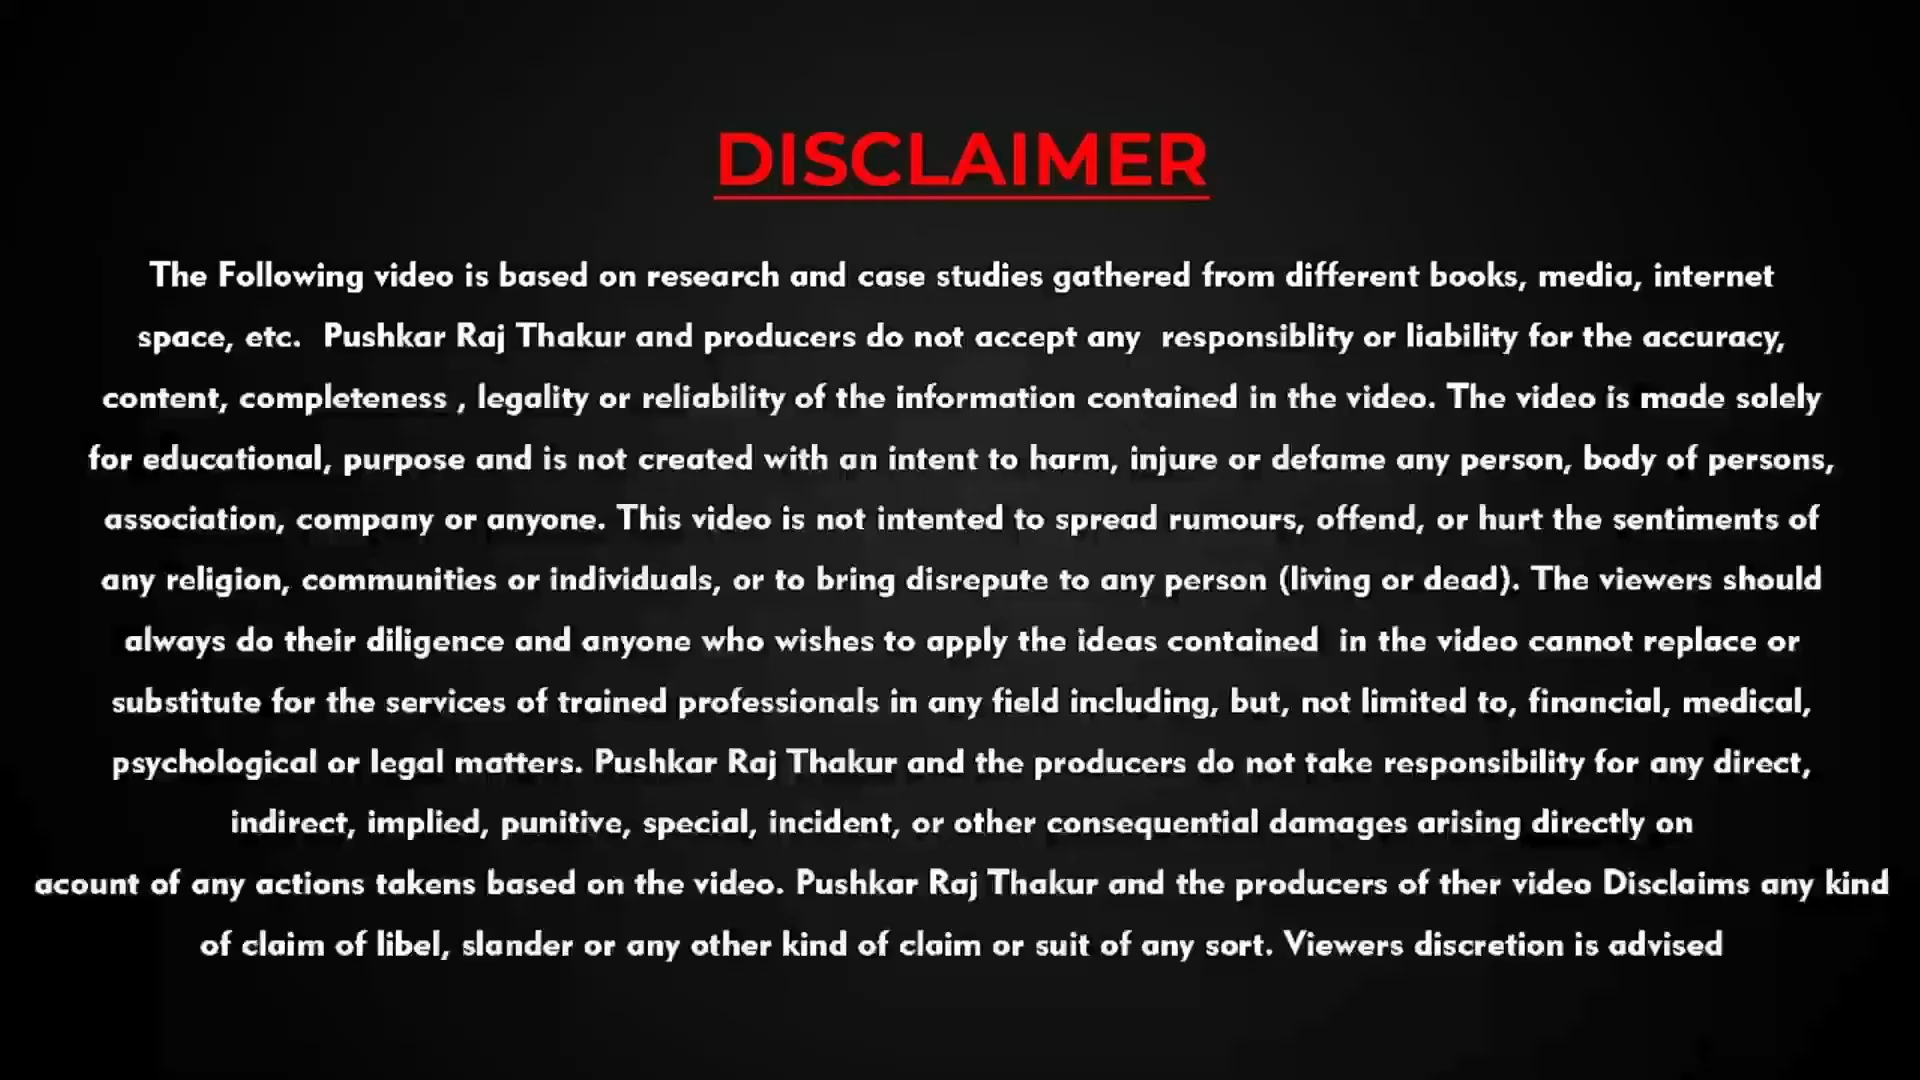 DISCLAIMER
The Following video is based on research and case studies gathered from different books, media, internet
space, etc. Pushkar Raj Thakur and producers do not accept any responsiblity or liability for the accuracy,
content, completeness , legality or reliability of the information contained in the video. The video is made solely
for educational, purpose and is not created with an intent to harm, injure or defame any person, body of persons,
association, company or anyone. This video is not intented to spread rumours, offend, or hurt the sentiments of
any religion, communities or individuals, or to bring disrepute to any person (living or dead). The viewers should
always do their diligence and anyone who wishes to apply the ideas contained in the video cannot replace or
substitute for the services of trained professionals in any field including, but, not limited to, financial, medical,
psychological or legal matters. Pushkar Raj Thakur and the producers do not take responsibility for any direct,
indirect, implied, punitive, special, incident, or other consequential damages arising directly on
acount of any actions takens based on the video. Pushkar Raj Thakur and the producers of ther video Disclaims any kind
of claim of libel, slander or any other kind of claim or suit of any sort. Viewers discretion is advised